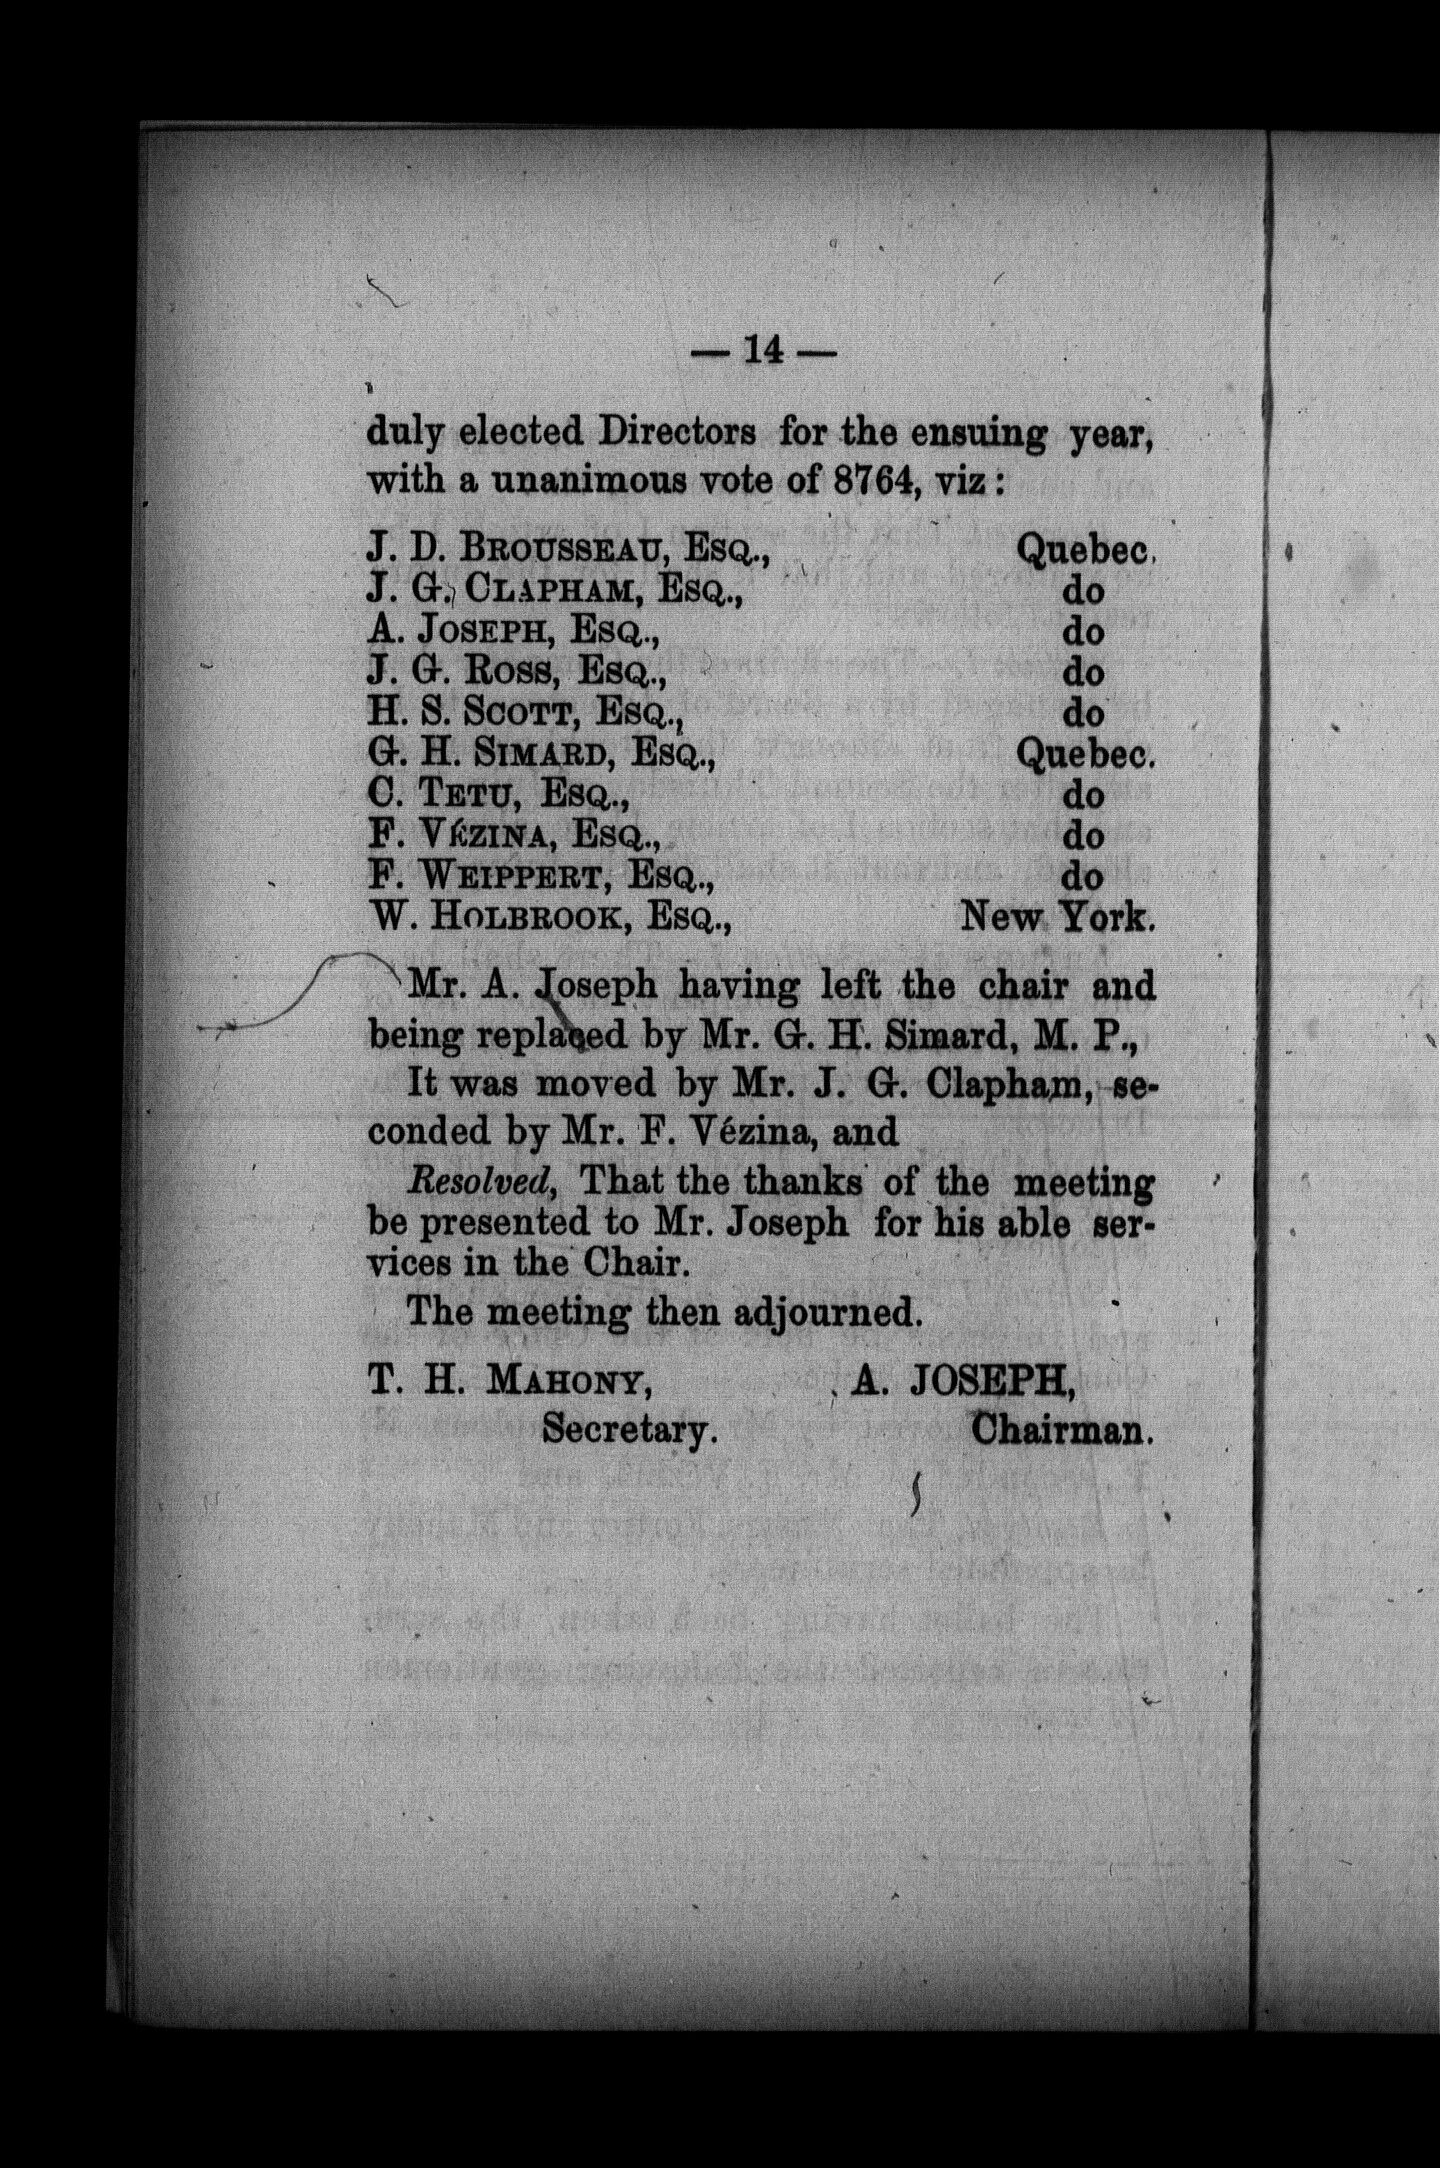 — 14 —
duly elected Directors for the ensuing year,
with a unanimous vote of 8764, viz :
J. D. BROUSSEAU, ESQ., Quebec.
J. G. CLAPHAM, ESQ., do
A. JOSEPH, ESQ., do
J. G. ROSS, ESQ., do
H. S. SCOTT, ESQ., do
G. H. SIMARD, ESQ., Quebec.
C. TETU, ESQ., do
F. VÉZINA, ESQ., do
F. WEIPPERT, ESQ., do
W. HOLBROOK, ESQ., New York.
Mr. A. Joseph having left the chair and
being replaced by Mr. G. H. Simard, M. P.,
It was moved by Mr. J. G. Clapham, se-
conded by Mr. F. Vézina, and
Resolved, That the thanks of the meeting
be presented to Mr. Joseph for his able ser-
vices in the Chair.
The meeting then adjourned.
T. H. MAHONY, A. JOSEPH,
Secretary. Chairman.